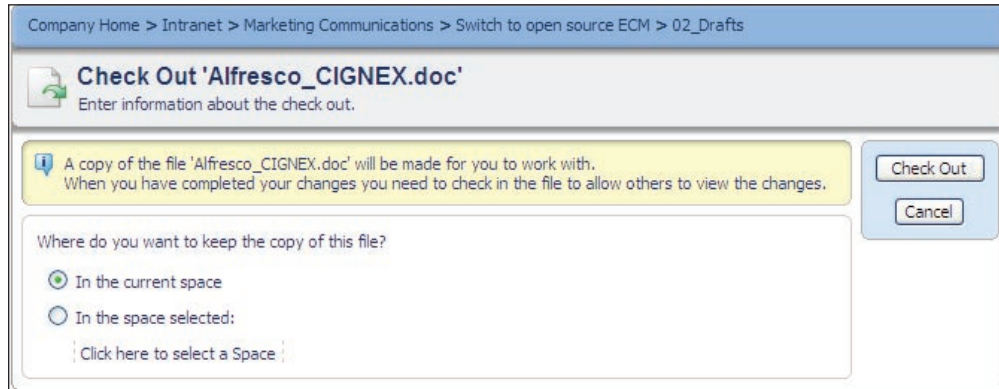 Company Home > Intranet > Marketing Communications > Switch to open source ECM > 02_Drafts
Check Out 'Alfresco_CIGNEX.doc'
Enter information about the check out.
A copy of the file 'Alfresco_CIGNEX.doc' will be made for you to work with.
When you have completed your changes you need to check in the file to allow others to view the changes.
Check Out
Cancel
Where do you want to keep the copy of this file?
In the current space
In the space selected:
Click here to select a Space